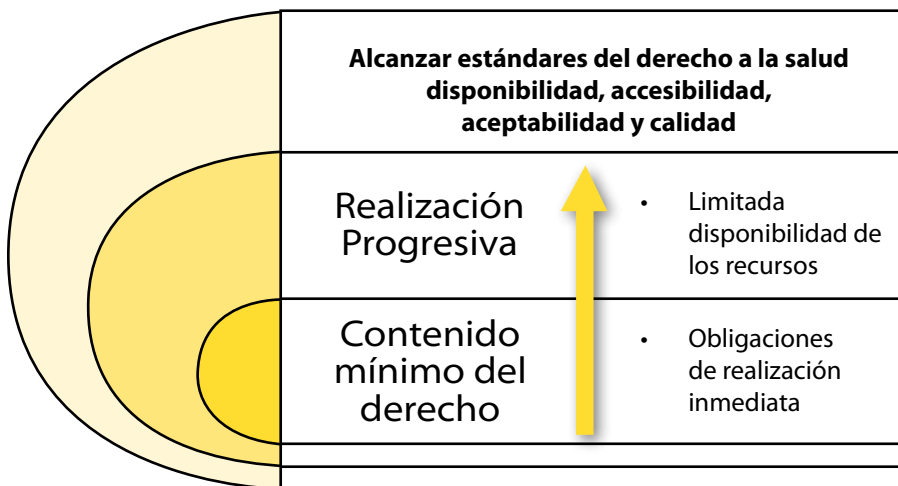 Alcanzar estándares del derecho a la salud
disponibilidad, accesibilidad,
aceptabilidad y calidad
Realización
Progresiva
• Limitada
disponibilidad de
los recursos
Contenido
mínimo del
derecho
• Obligaciones
de realización
inmediata